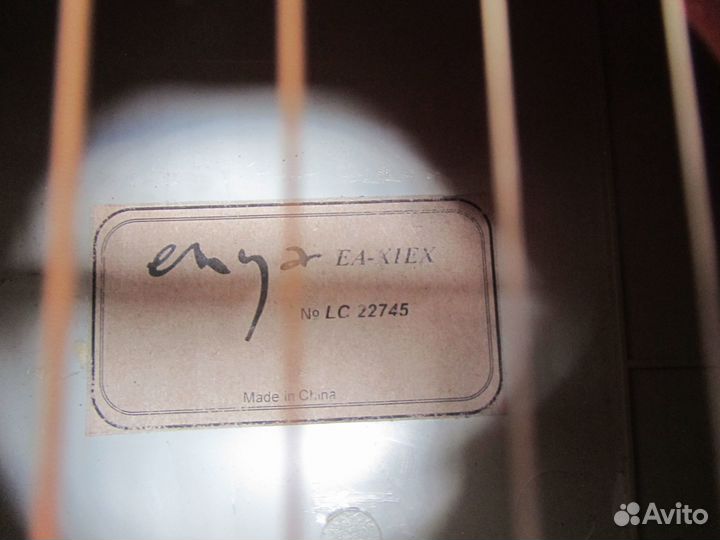 enya EA-X1EX
№ LC 22745
Made in China
Avito